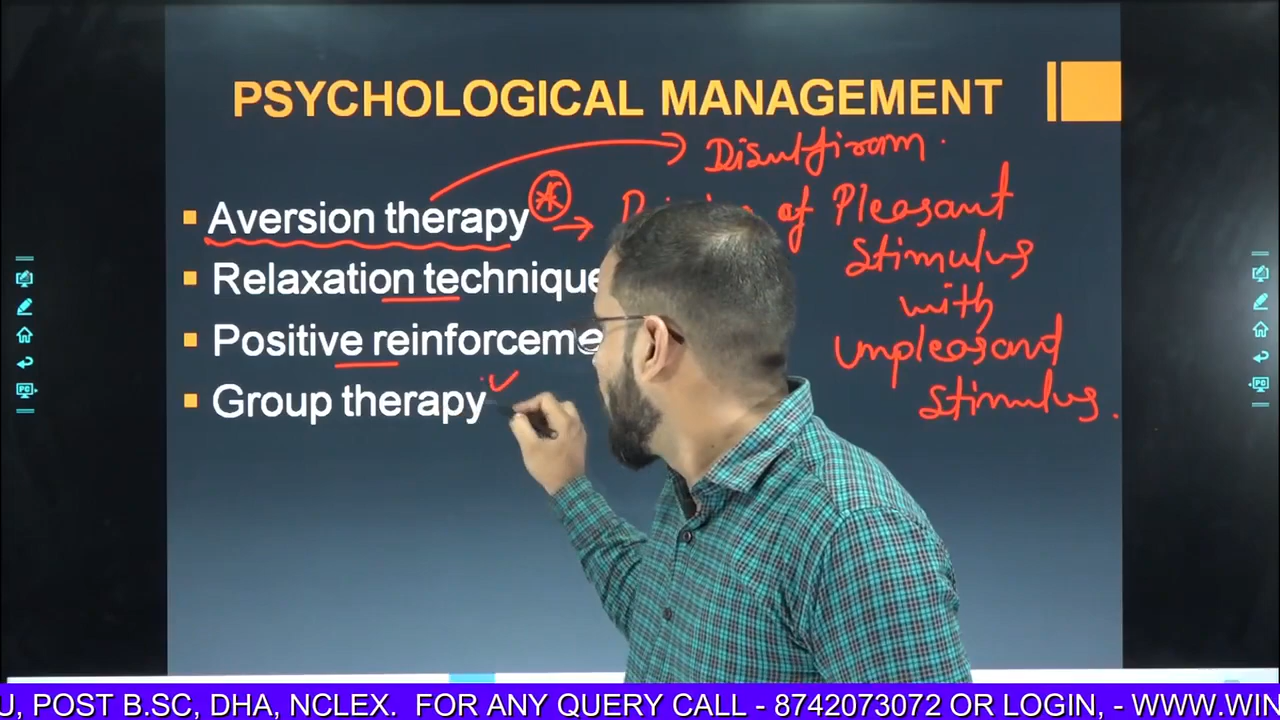 PSYCHOLOGICAL MANAGEMENT
Disulfiram.
Aversion therapy
of Pleasant
Stimulus
Relaxation technique
with
Positive reinforceme
unpleasant
Group therapy
Stimulus.
U, POST B.SC, DHA, NCLEX. FOR ANY QUERY CALL - 8742073072 OR LOGIN, - WWW.WIN